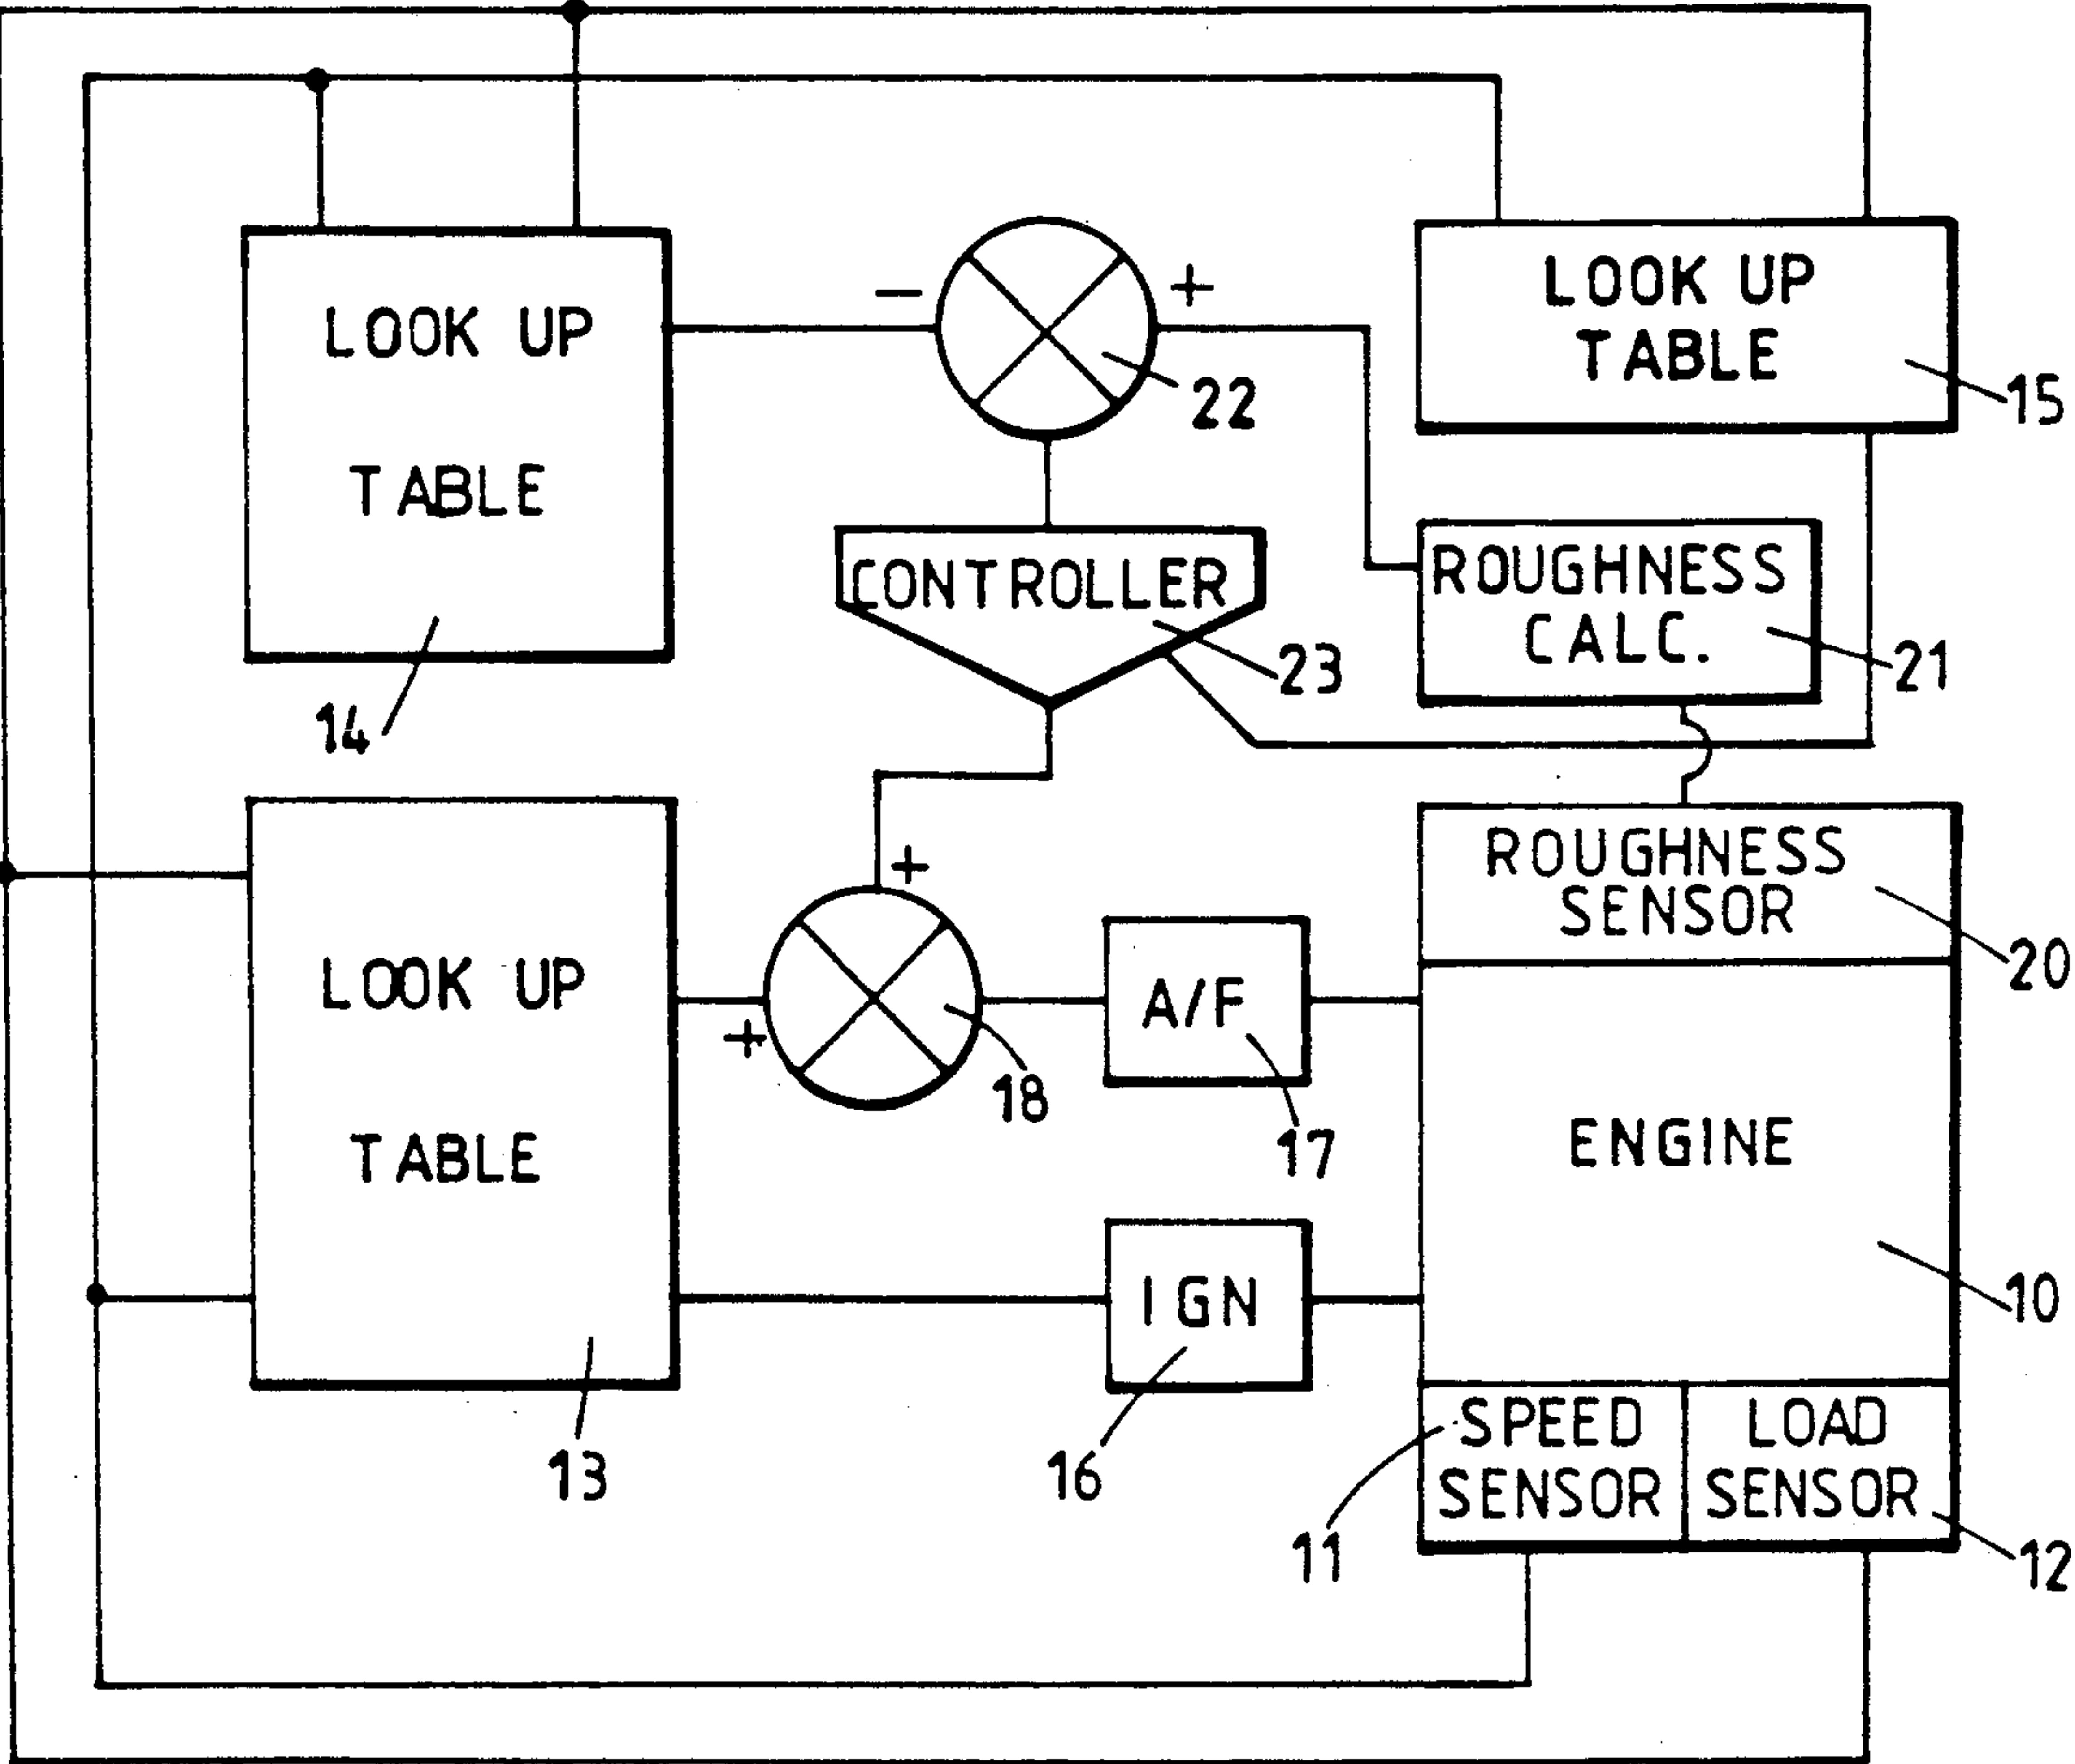 LOOK UP
TABLE
14
−
+
22
LOOK UP
TABLE
15
CONTROLLER
23
ROUGHNESS
CALC.
21
LOOK UP
TABLE
13
+
+
18
A/F
17
IGN
16
ROUGHNESS
SENSOR
20
ENGINE
10
SPEED
SENSOR
11
LOAD
SENSOR
12